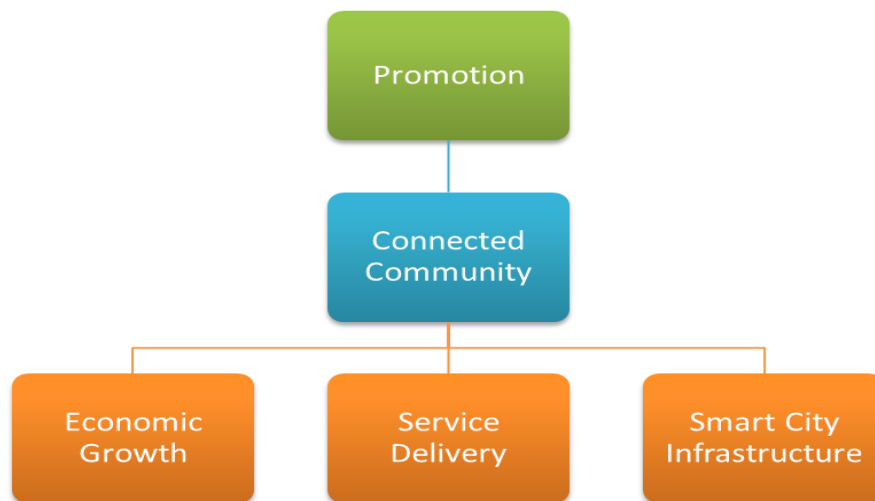 Promotion
Connected
Community
Economic
Growth
Service
Delivery
Smart City
Infrastructure